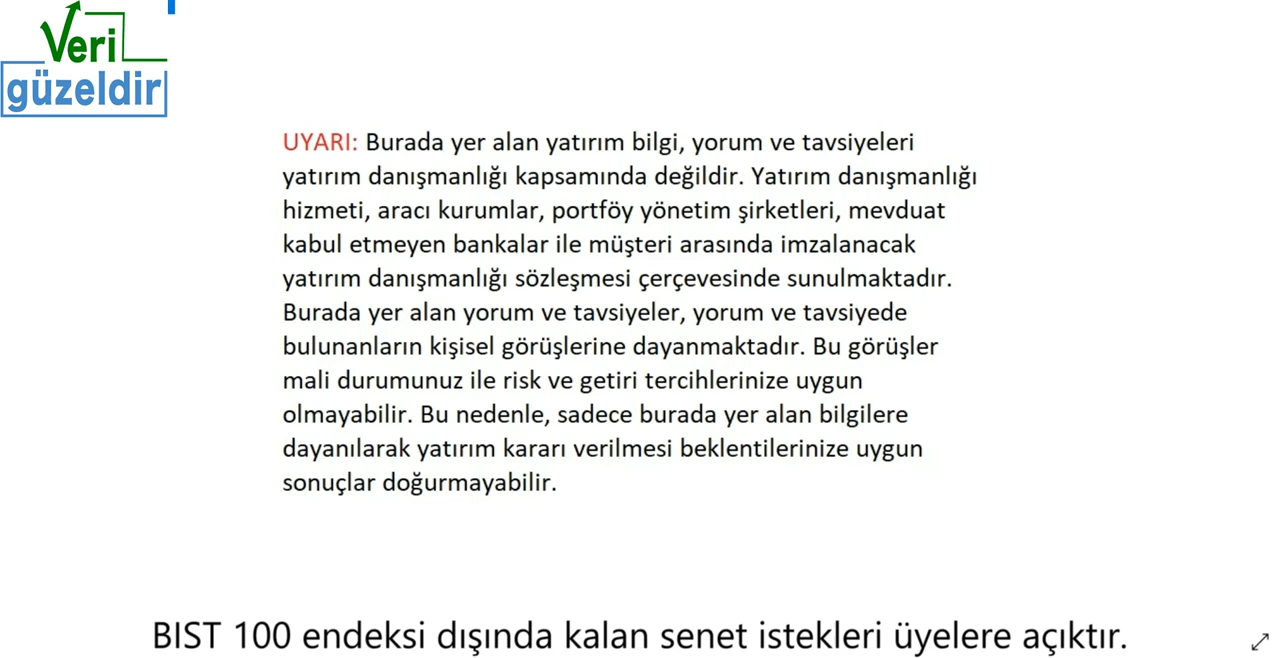 Veri
güzeldir
UYARI: Burada yer alan yatırım bilgi, yorum ve tavsiyeleri
yatırım danışmanlığı kapsamında değildir. Yatırım danışmanlığı
hizmeti, aracı kurumlar, portföy yönetim şirketleri, mevduat
kabul etmeyen bankalar ile müşteri arasında imzalanacak
yatırım danışmanlığı sözleşmesi çerçevesinde sunulmaktadır.
Burada yer alan yorum ve tavsiyeler, yorum ve tavsiyede
bulunanların kişisel görüşlerine dayanmaktadır. Bu görüşler
mali durumunuz ile risk ve getiri tercihlerinize uygun
olmayabilir. Bu nedenle, sadece burada yer alan bilgilere
dayanılarak yatırım kararı verilmesi beklentilerinize uygun
sonuçlar doğurmayabilir.
BIST 100 endeksi dışında kalan senet istekleri üyelere açıktır.